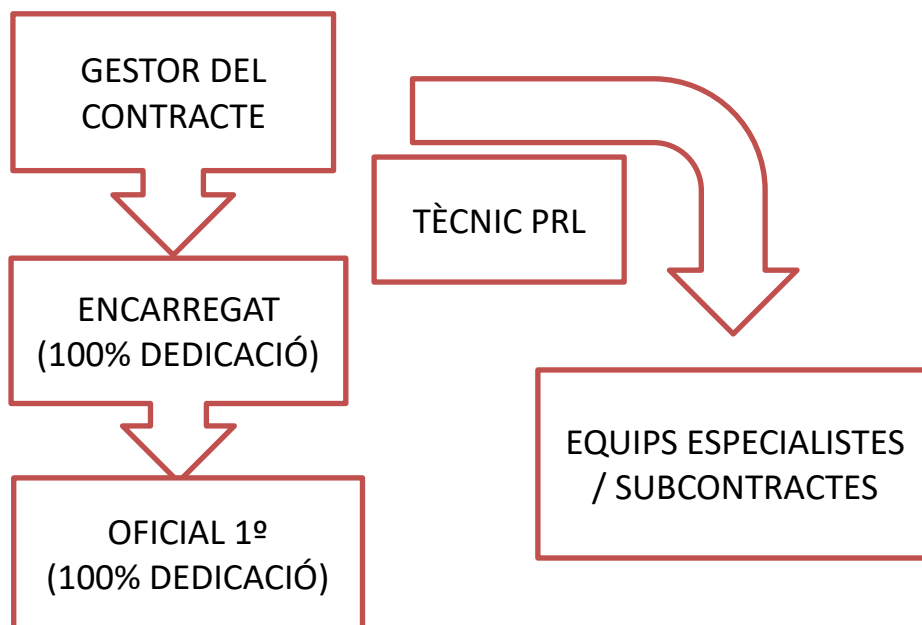 GESTOR DEL
CONTRACTE
TÈCNIC PRL
ENCARREGAT
(100% DEDICACIÓ)
EQUIPS ESPECIALISTES
/ SUBCONTRACTES
OFICIAL 1º
(100% DEDICACIÓ)